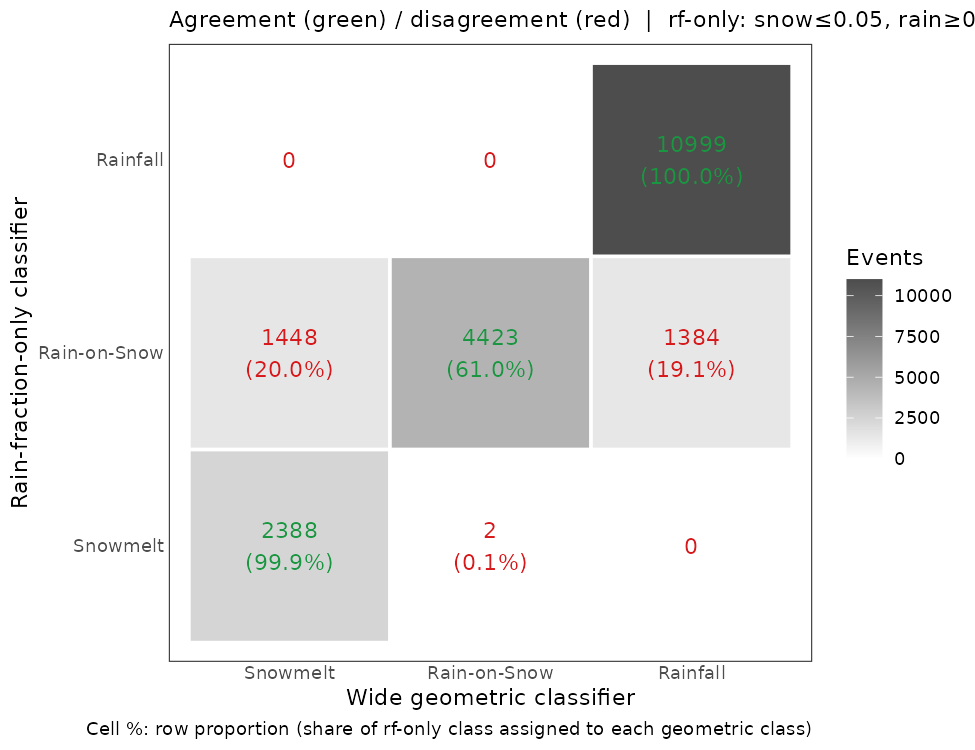 Agreement (green) / disagreement (red)  |  rf-only: snow≤0.05, rain≥0
Rain-fraction-only classifier
Rainfall
0
0
10999
(100.0%)
Rain-on-Snow
1448
(20.0%)
4423
(61.0%)
1384
(19.1%)
Snowmelt
2388
(99.9%)
2
(0.1%)
0
Snowmelt
Rain-on-Snow
Rainfall
Wide geometric classifier
Cell %: row proportion (share of rf-only class assigned to each geometric class)
Events
10000
7500
5000
2500
0